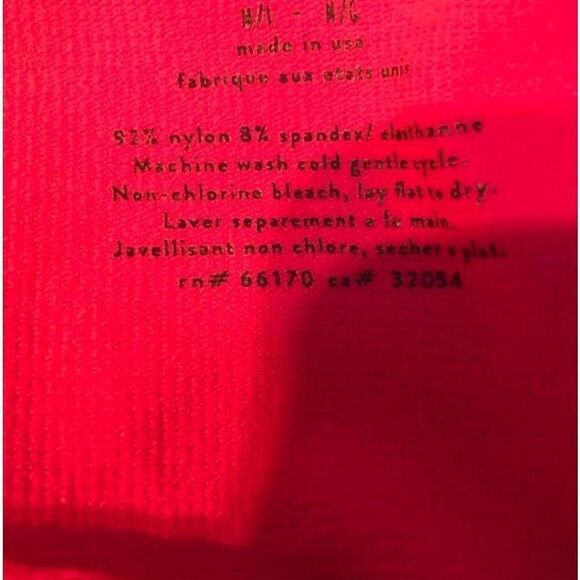 M/L - M/G
made in usa
fabrique aux etats unis
92% nylon 8% spandex/ elasthanne
Machine wash cold gentle cycle.
Non-chlorine bleach, lay flat to dry.
Laver separement a la main.
Javellisant non chlore, secher a plat.
rn# 66170 ca# 32054